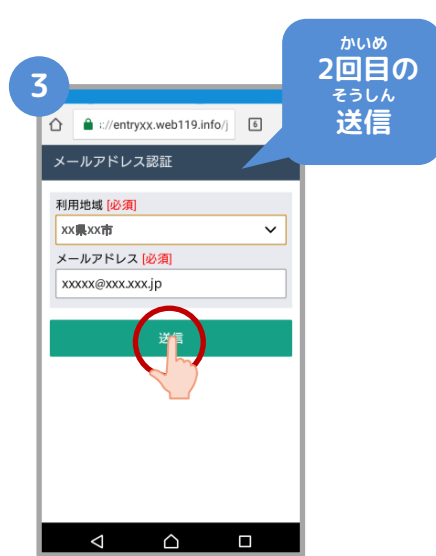 かいめ
2回目の
そうしん
送信
3
://entryxx.web119.info/j
6
メールアドレス認証
利用地域 [必須]
xx県xx市
メールアドレス [必須]
xxxxx@xxx.xxx.jp
送信